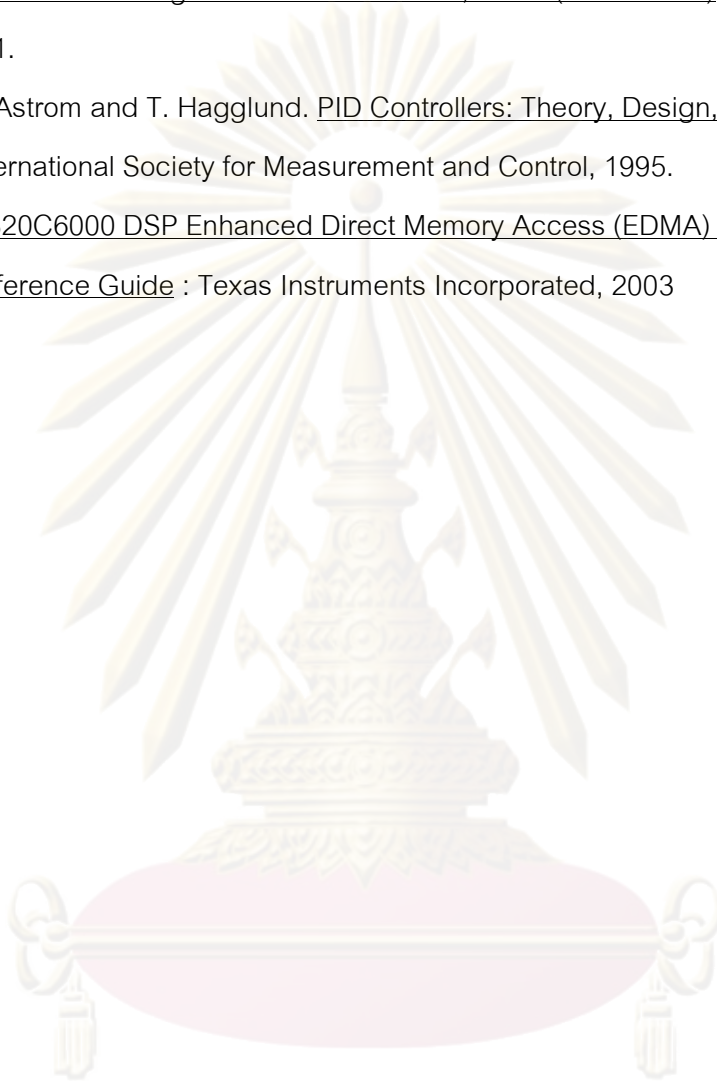 1.
Astrom and T. Hagglund. PID Controllers: Theory, Design,
ernational Society for Measurement and Control, 1995.
320C6000 DSP Enhanced Direct Memory Access (EDMA)
ference Guide : Texas Instruments Incorporated, 2003